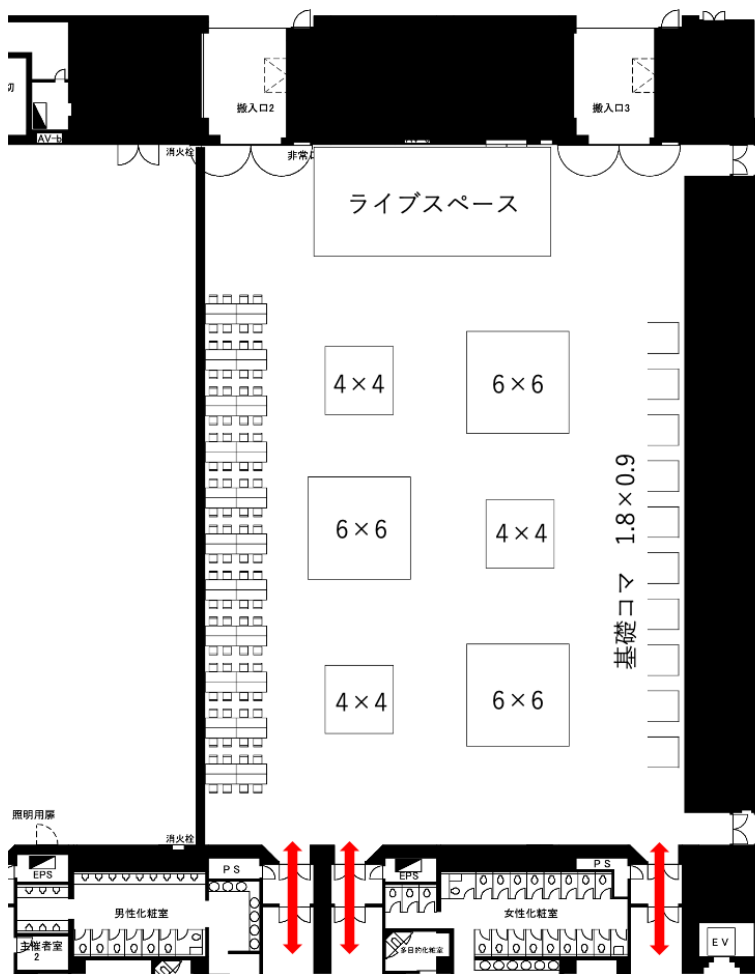 切
搬入口2
搬入口3
消火栓
非常口
ライブスペース
4×4
6×6
6×6
4×4
基礎コマ 1.8×0.9
4×4
6×6
照明用扉
消火栓
EPS
PS
EPS
PS
男性化粧室
女性化粧室
主催者室
2
多目的化粧室
EV